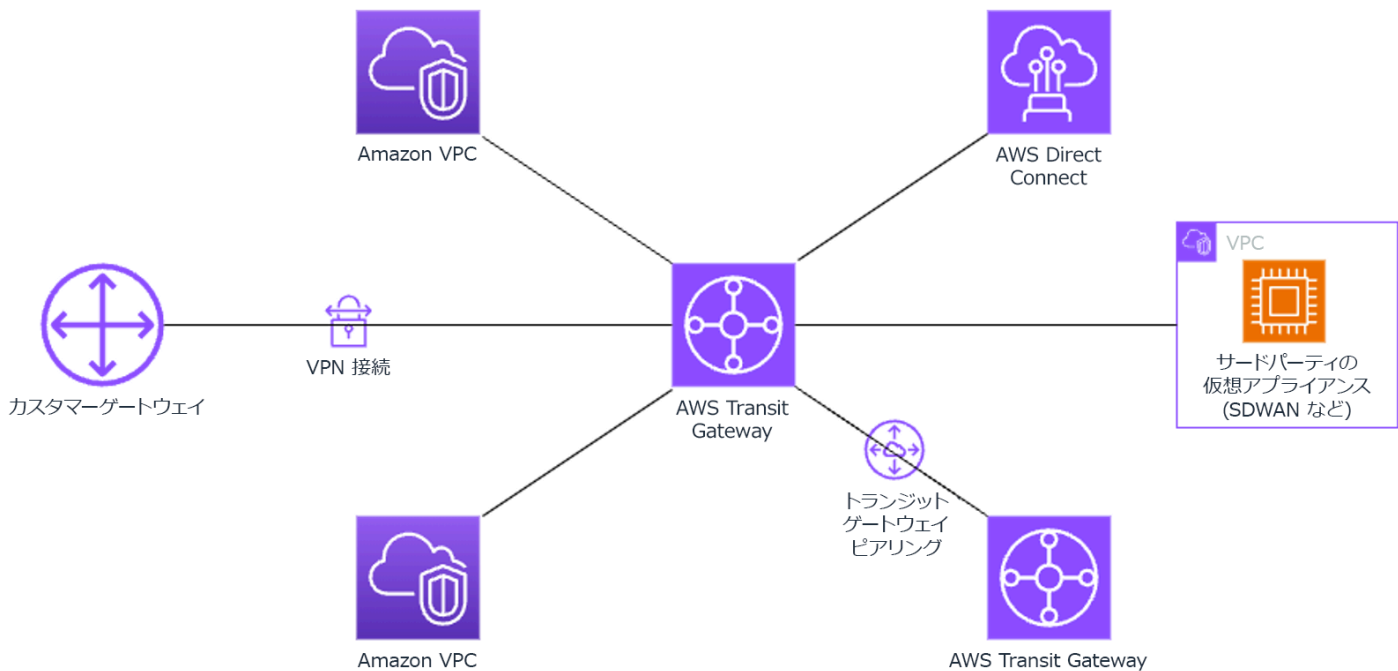 Amazon VPC
AWS Direct
Connect
VPC
サードパーティの
仮想アプライアンス
(SDWAN など)
VPN 接続
カスタマーゲートウェイ
AWS Transit
Gateway
トランジット
ゲートウェイ
ピアリング
Amazon VPC
AWS Transit Gateway